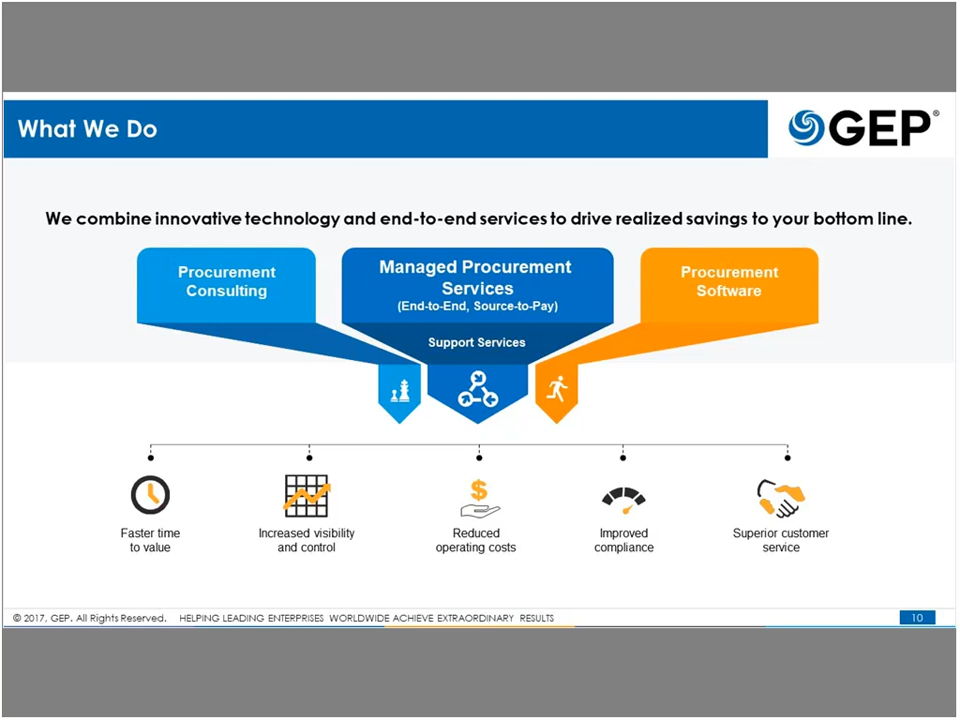 What We Do
GEP®
We combine innovative technology and end-to-end services to drive realized savings to your bottom line.
Procurement
Consulting
Managed Procurement
Services
(End-to-End, Source-to-Pay)
Procurement
Software
Support Services
$
Faster time
to value
Increased visibility
and control
Reduced
operating costs
Improved
compliance
Superior customer
service
© 2017, GEP. All Rights Reserved. HELPING LEADING ENTERPRISES WORLDWIDE ACHIEVE EXTRAORDINARY RESULTS
10